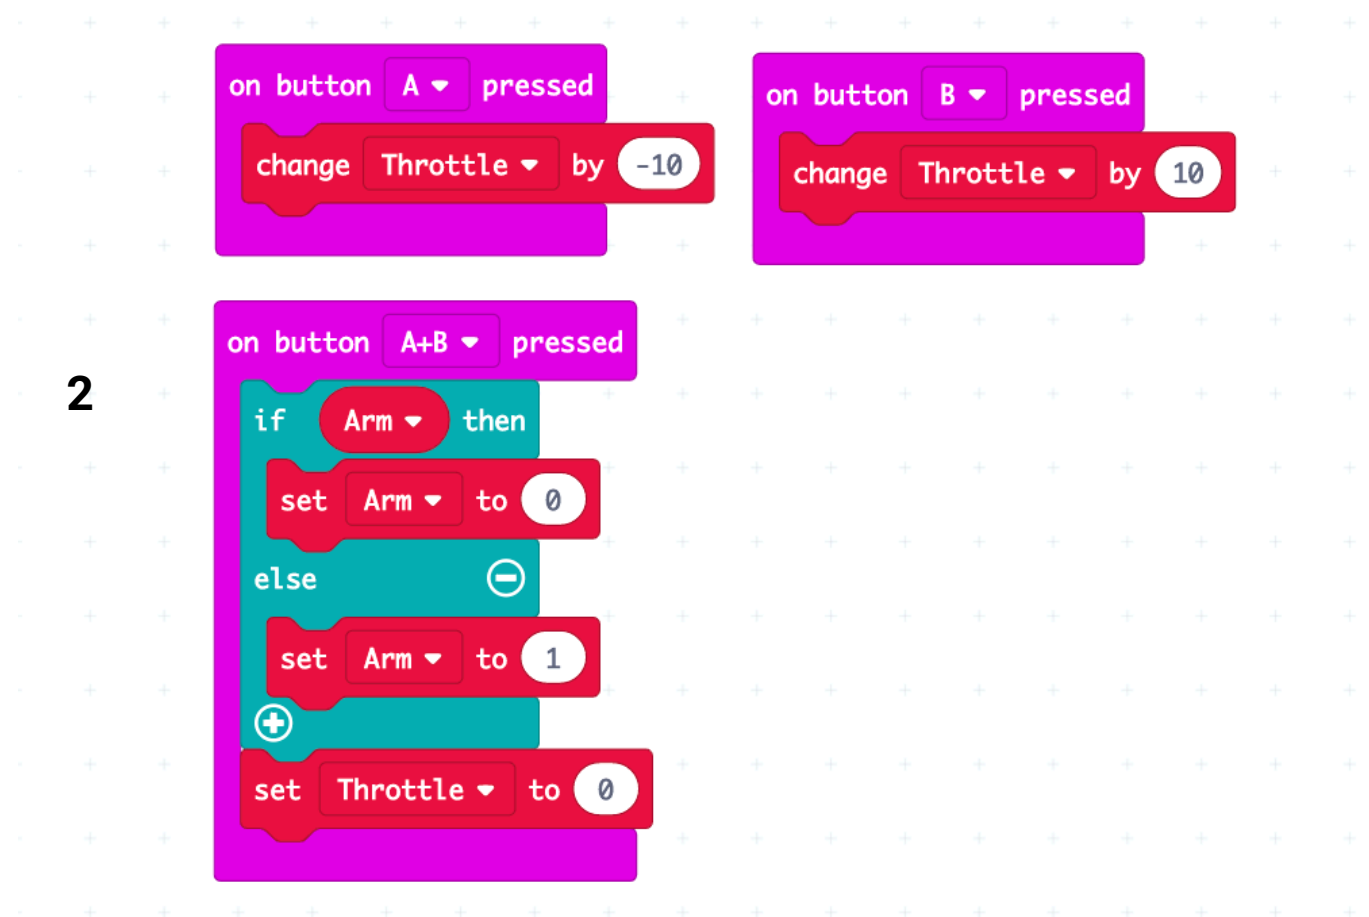 on button A pressed
change Throttle by -10
on button B pressed
change Throttle by 10
2
on button A+B pressed
if Arm then
set Arm to 0
else
set Arm to 1
set Throttle to 0